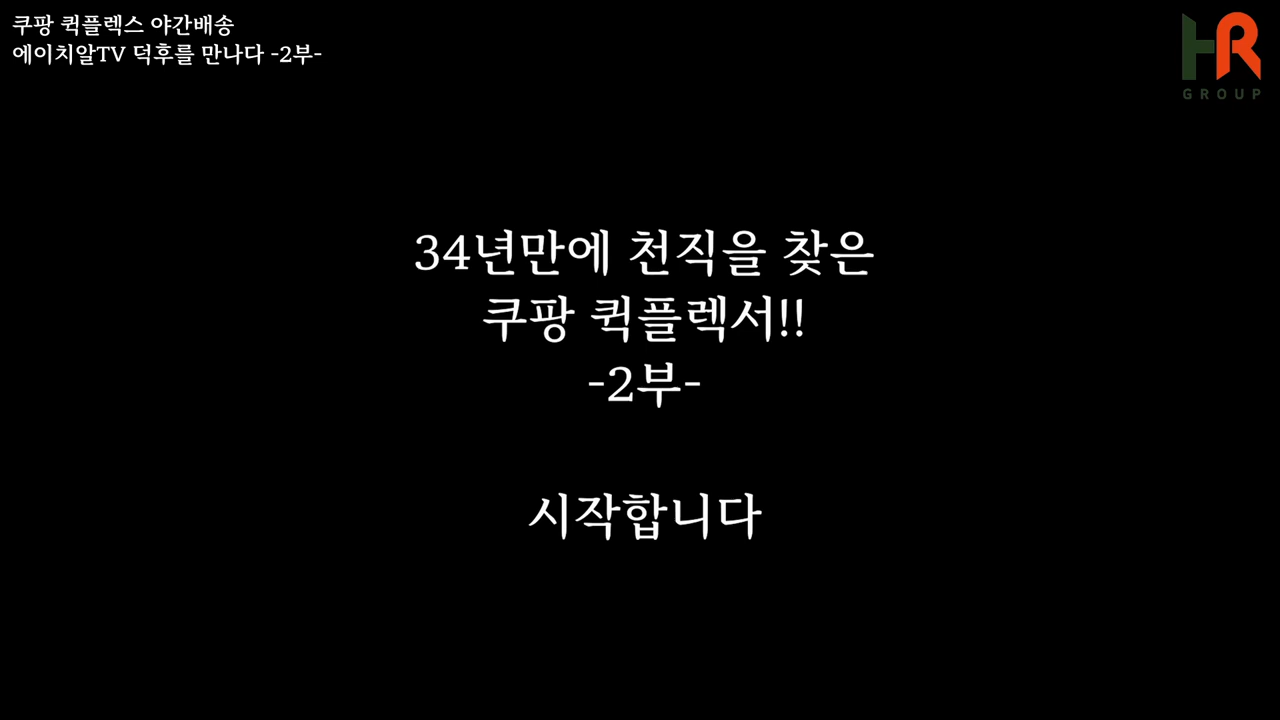 쿠팡 퀵플렉스 야간배송
에이치알TV 덕후를 만나다 -2부-
HR
GROUP
34년만에 천직을 찾은
쿠팡 퀵플렉서!!
-2부-
시작합니다